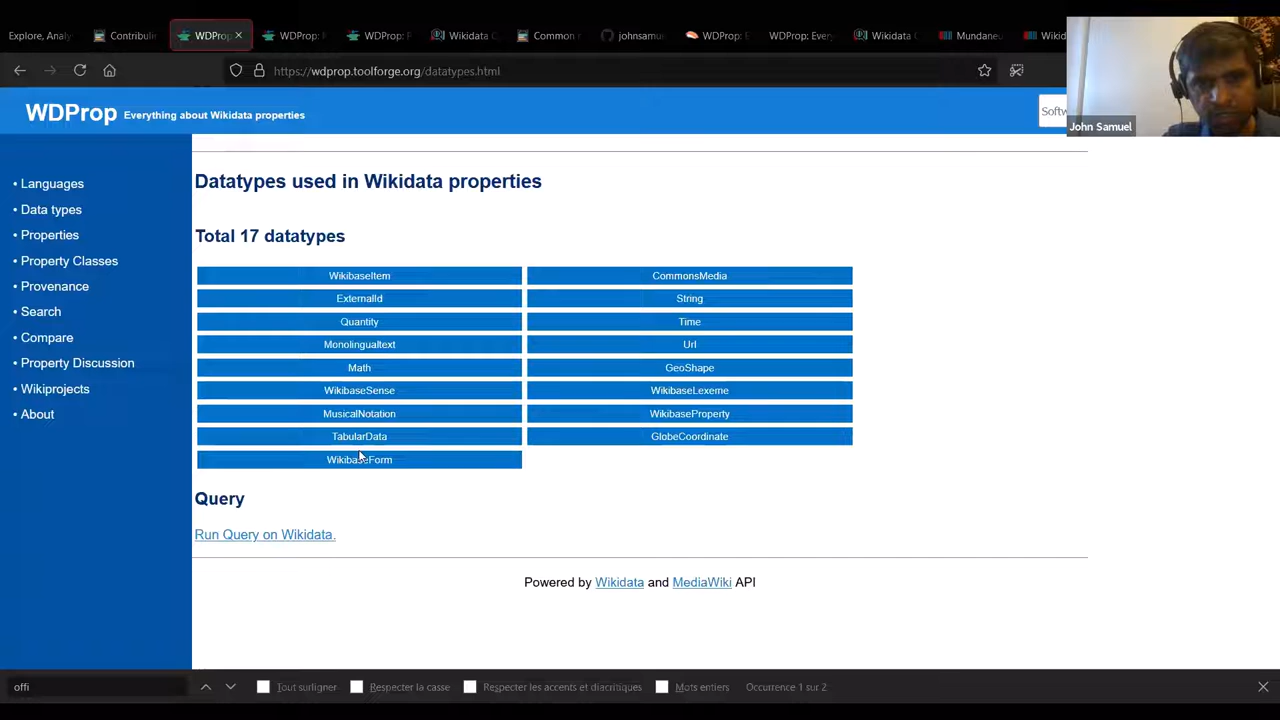 Explore, Analy
Contribute
WDProp
WDProp: F
WDProp: F
Wikidata Q
Common
johnsamue
WDProp: E
WDProp: Every
Wikidata
Mundaneu
Wikid
https://wdprop.toolforge.org/datatypes.html
WDProp Everything about Wikidata properties
Softw
John Samuel
• Languages
• Data types
• Properties
• Property Classes
• Provenance
• Search
• Compare
• Property Discussion
• Wikiprojects
• About
Datatypes used in Wikidata properties
Total 17 datatypes
WikibaseItem CommonsMedia
ExternalId String
Quantity Time
Monolingualtext Url
Math GeoShape
WikibaseSense WikibaseLexeme
MusicalNotation WikibaseProperty
TabularData GlobeCoordinate
WikibaseForm
Query
Run Query on Wikidata.
Powered by Wikidata and MediaWiki API
offi Tout surligner Respecter la casse Respecter les accents et diacritiques Mots entiers Occurrence 1 sur 2